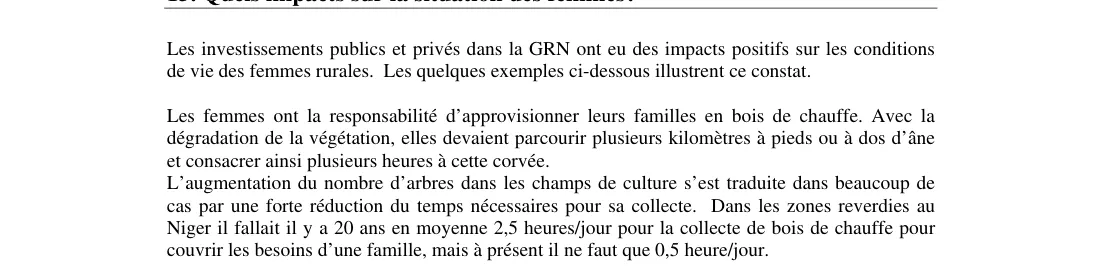 Les investissements publics et privés dans la GRN ont eu des impacts positifs sur les conditions
de vie des femmes rurales.  Les quelques exemples ci-dessous illustrent ce constat.
Les femmes ont la responsabilité d’approvisionner leurs familles en bois de chauffe. Avec la
dégradation de la végétation, elles devaient parcourir plusieurs kilomètres à pieds ou à dos d’âne
et consacrer ainsi plusieurs heures à cette corvée.
L’augmentation du nombre d’arbres dans les champs de culture s’est traduite dans beaucoup de
cas par une forte réduction du temps nécessaires pour sa collecte.  Dans les zones reverdies au
Niger il fallait il y a 20 ans en moyenne 2,5 heures/jour pour la collecte de bois de chauffe pour
couvrir les besoins d’une famille, mais à présent il ne faut que 0,5 heure/jour.